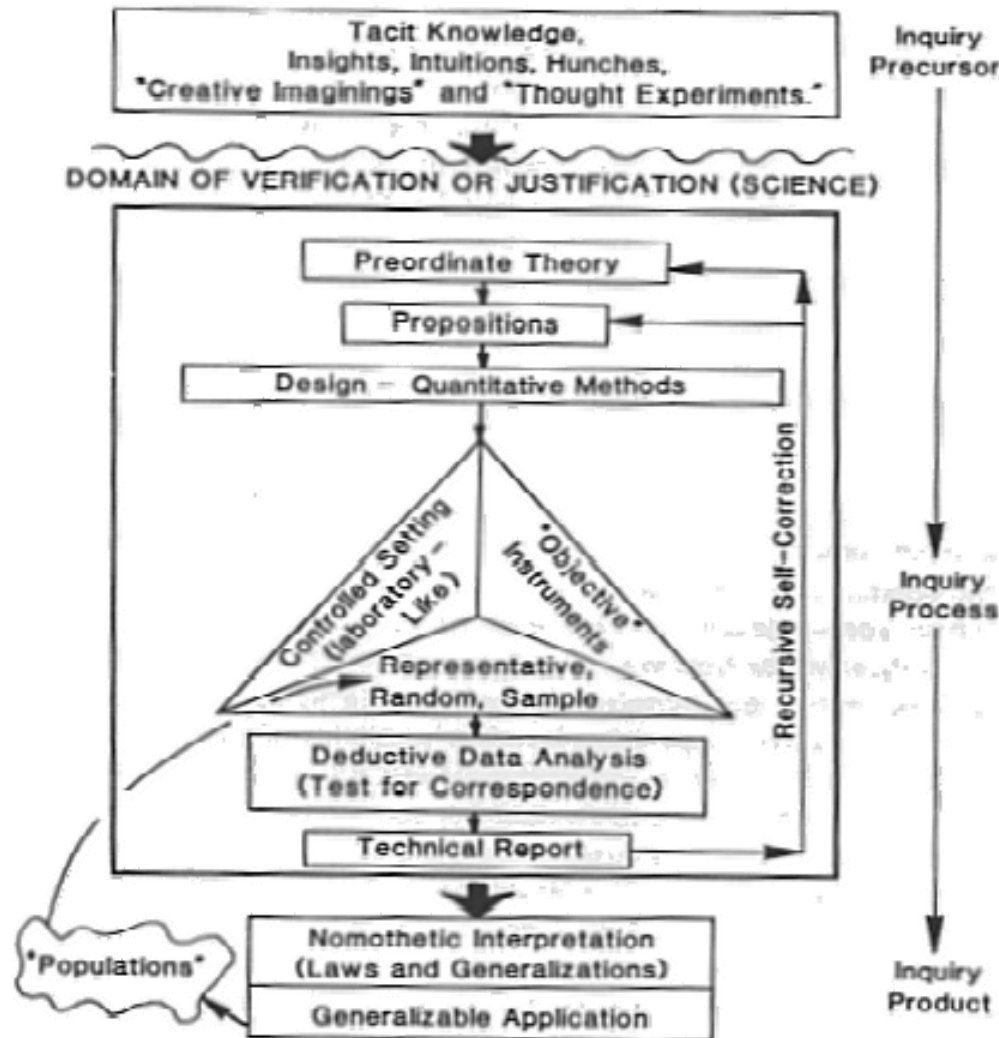 Tacit Knowledge,
Insights, Intuitions, Hunches,
"Creative Imaginings" and "Thought Experiments."
Inquiry
Precursor
DOMAIN OF VERIFICATION OR JUSTIFICATION (SCIENCE)
Preordinate Theory
Propositions
Design - Quantitative Methods
Controlled Setting
(laboratory-
Like)
"Objective"
Instruments
Representative,
Random, Sample
Recursive Self-Correction
Inquiry
Process
Deductive Data Analysis
(Test for Correspondence)
Technical Report
"Populations"
Nomothetic Interpretation
(Laws and Generalizations)
Generalizable Application
Inquiry
Product